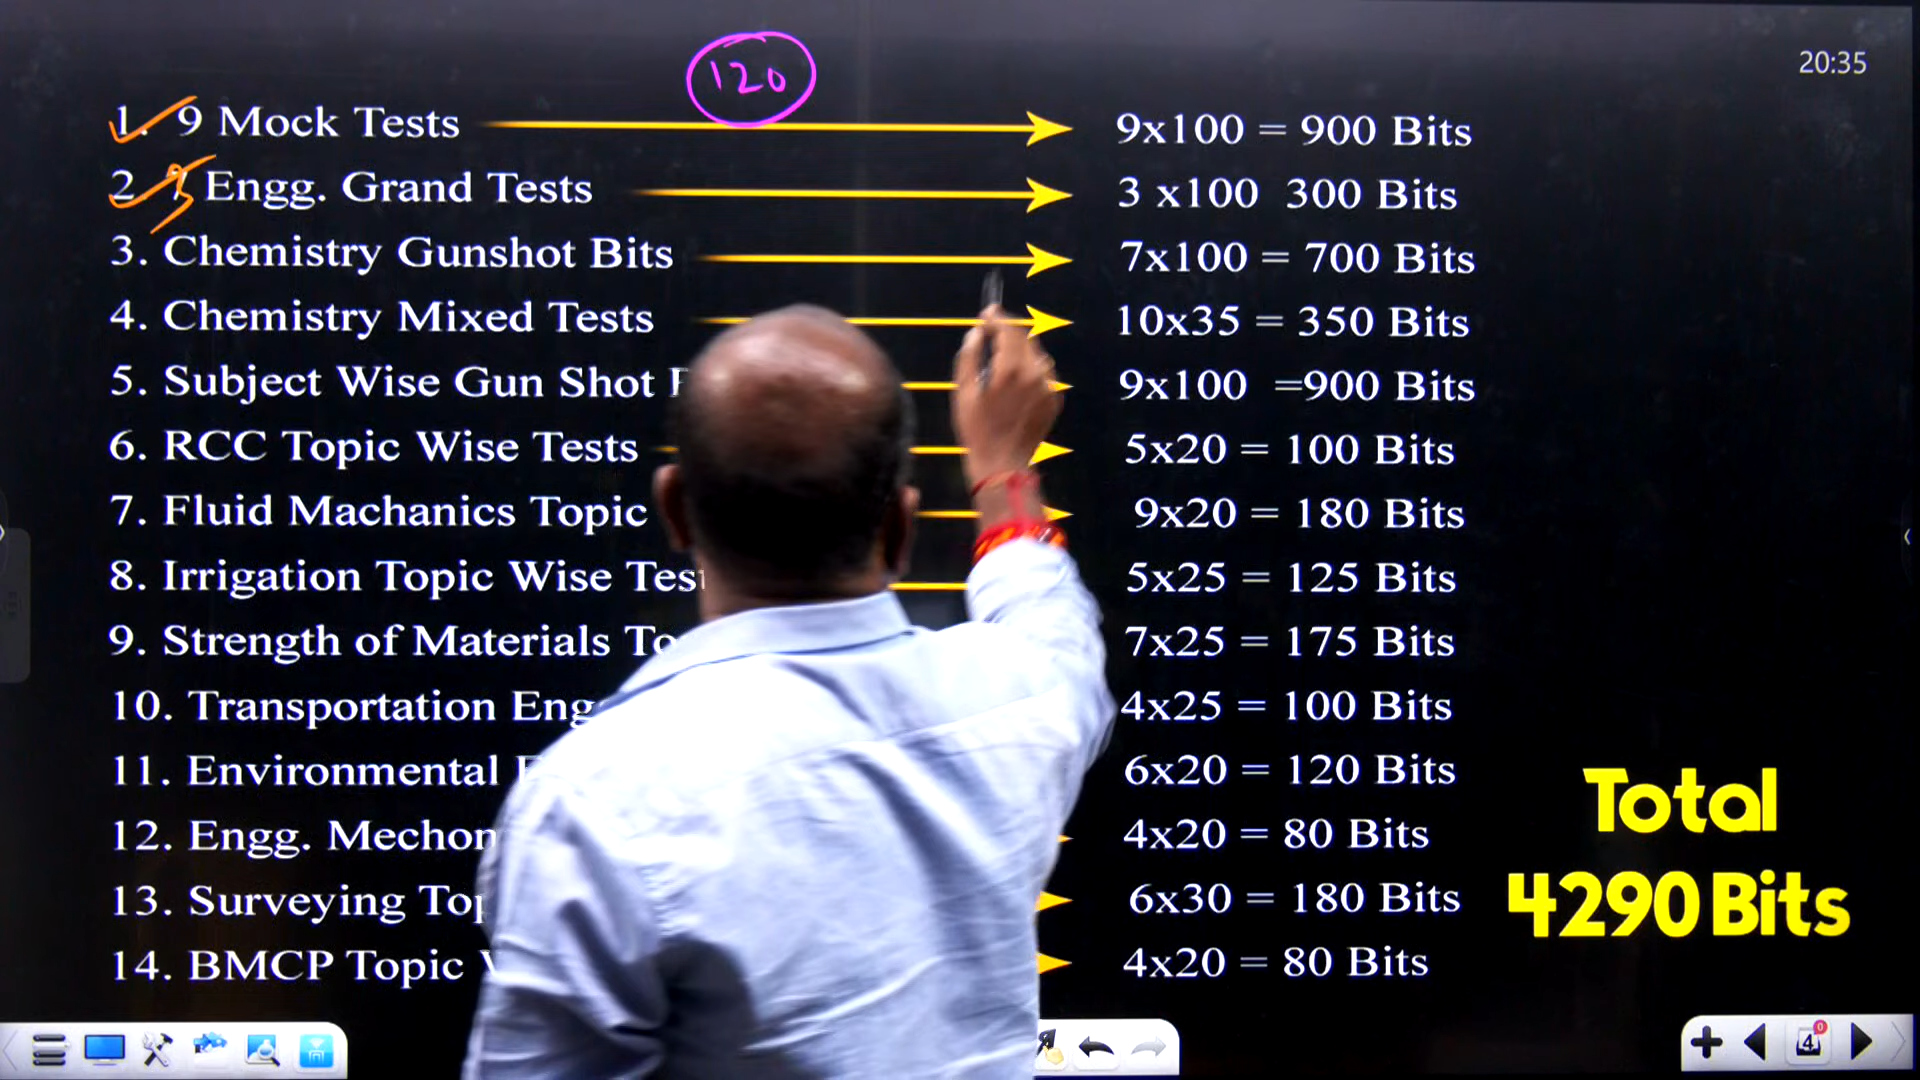 120
20:35
1. 9 Mock Tests 9x100 = 900 Bits
2 3 Engg. Grand Tests 3 x100 300 Bits
3. Chemistry Gunshot Bits 7x100 = 700 Bits
4. Chemistry Mixed Tests 10x35 = 350 Bits
5. Subject Wise Gun Shot 9x100 =900 Bits
6. RCC Topic Wise Tests 5x20 = 100 Bits
7. Fluid Machanics Topic 9x20 = 180 Bits
8. Irrigation Topic Wise 5x25 = 125 Bits
9. Strength of Materials 7x25 = 175 Bits
10. Transportation 4x25 = 100 Bits
11. Environmental 6x20 = 120 Bits
12. Engg. 4x20 = 80 Bits
13. Surveying 6x30 = 180 Bits
14. BMCP Topic 4x20 = 80 Bits
Total
4290 Bits
4
0